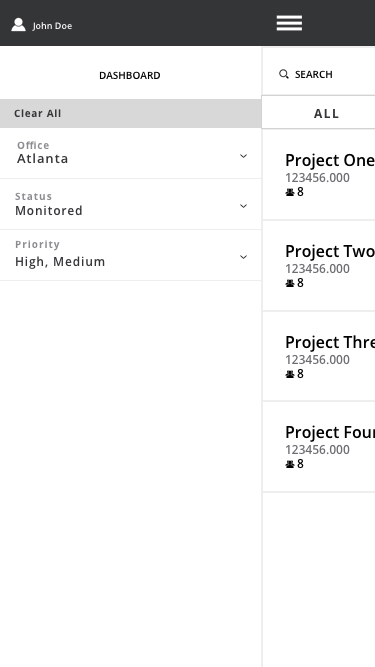 John Doe
DASHBOARD
Clear All
Office
Atlanta
Status
Monitored
Priority
High, Medium
SEARCH
ALL
Project One
123456.000
8
Project Two
123456.000
8
Project Thre
123456.000
8
Project Four
123456.000
8